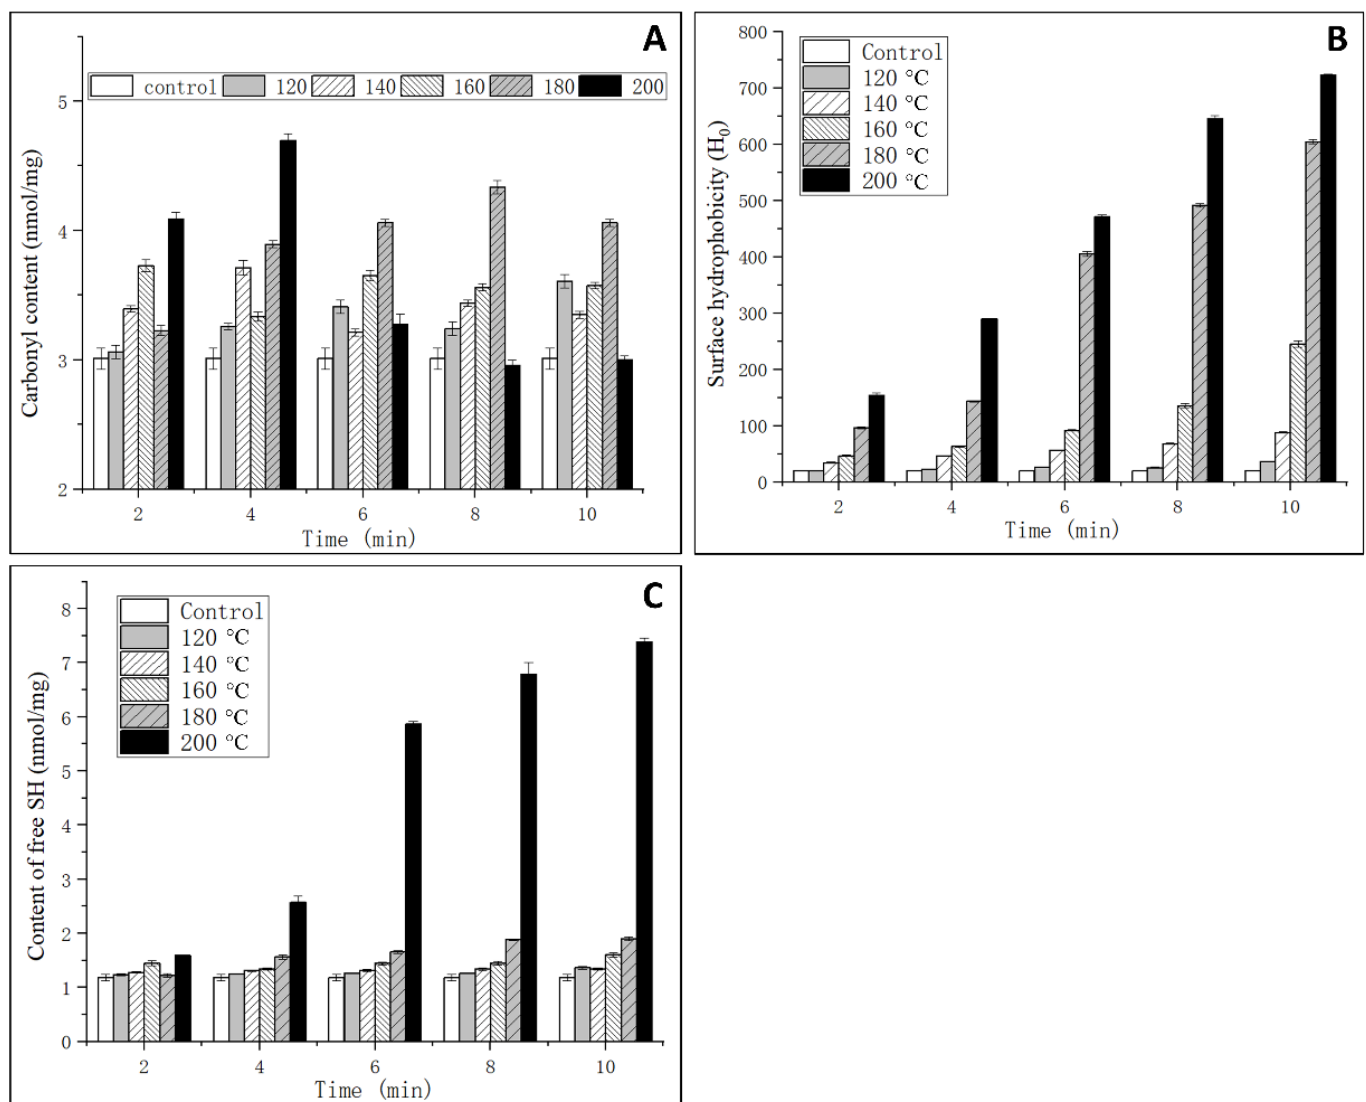 A
control 120 140 160 180 200
5
4
3
2
Carbonyl content (nmol/mg)
2 4 6 8 10
Time (min)
B
Control
120 °C
140 °C
160 °C
180 °C
200 °C
800
700
600
500
400
300
200
100
0
Surface hydrophobicity (H₀)
2 4 6 8 10
Time (min)
C
Control
120 °C
140 °C
160 °C
180 °C
200 °C
8
7
6
5
4
3
2
1
0
Content of free SH (nmol/mg)
2 4 6 8 10
Time (min)